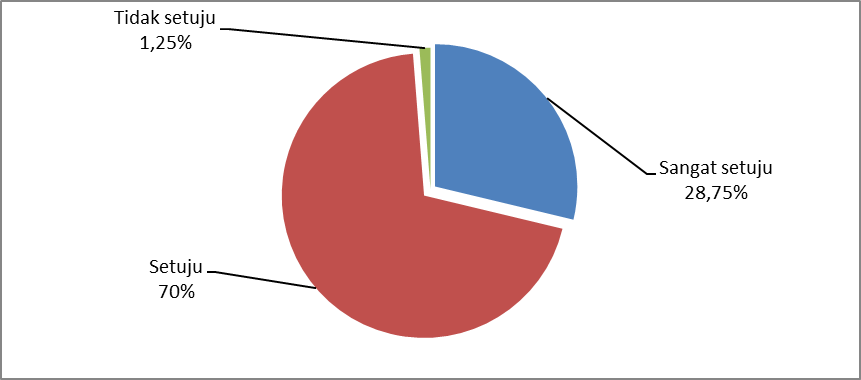 Tidak setuju
1,25%
Sangat setuju
28,75%
Setuju
70%